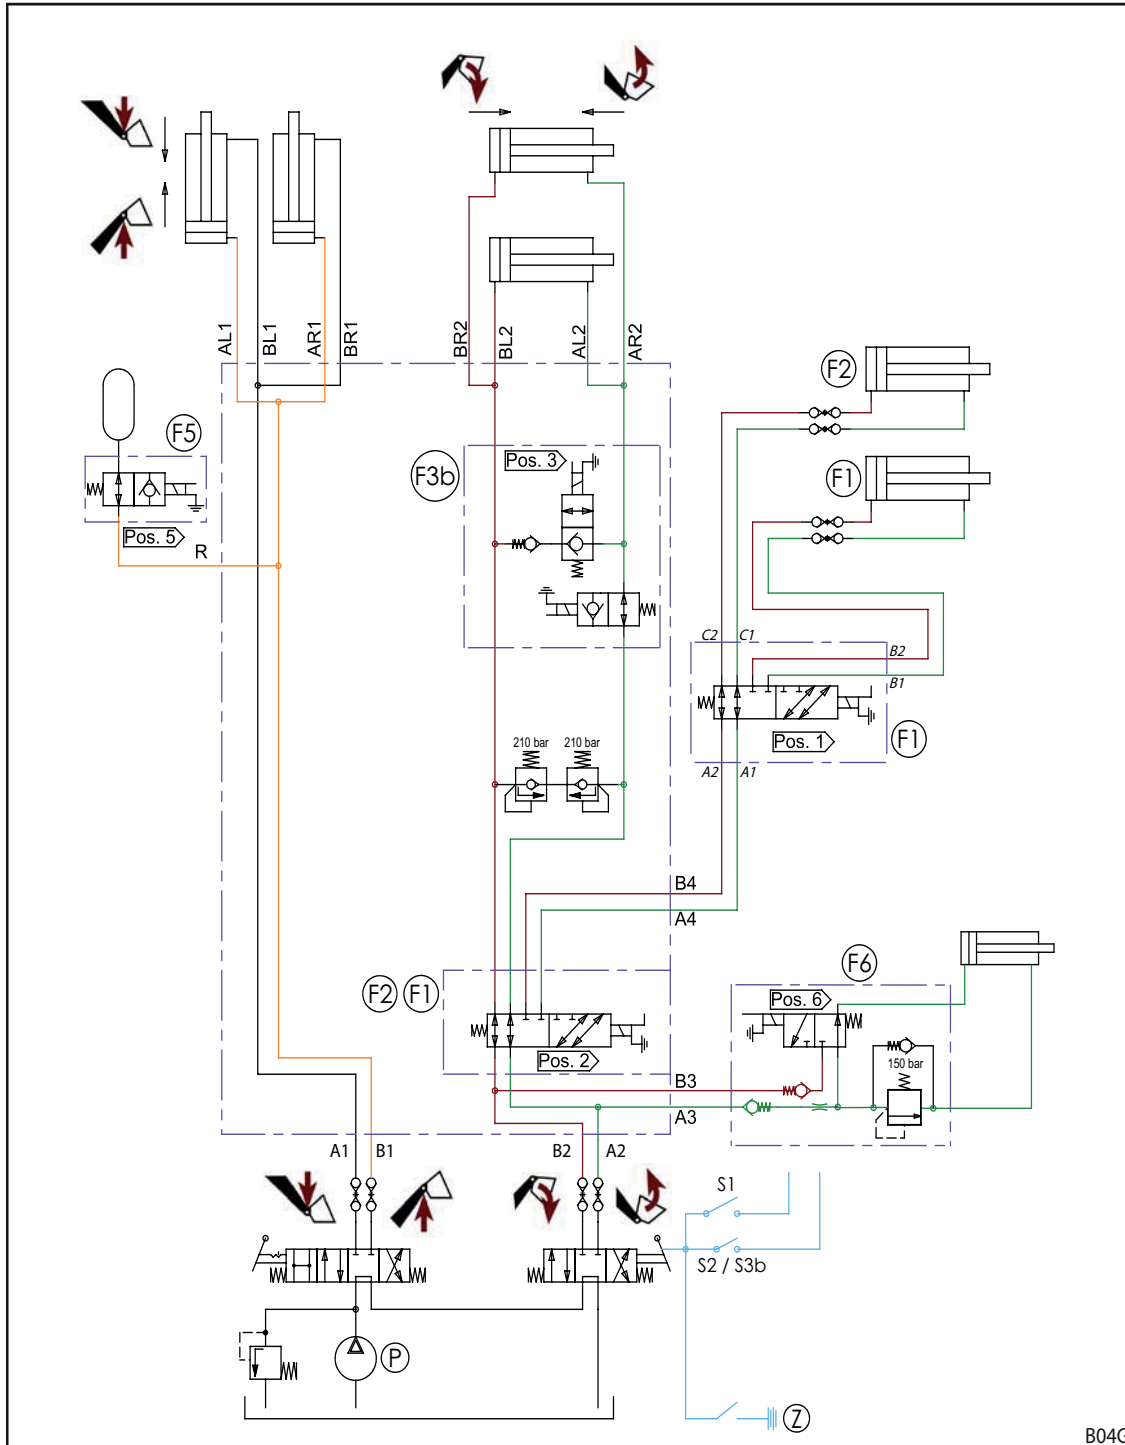 AL1
BL1
AR1
BR1
BR2
BL2
AL2
AR2
F2
F5
F3b
Pos. 3
F1
Pos. 5
R
C2
C1
B2
B1
Pos. 1
F1
210 bar
210 bar
A2
A1
B4
A4
F2
F1
F6
Pos. 6
Pos. 2
150 bar
B3
A3
A1
B1
B2
A2
S1
S2 / S3b
P
Z